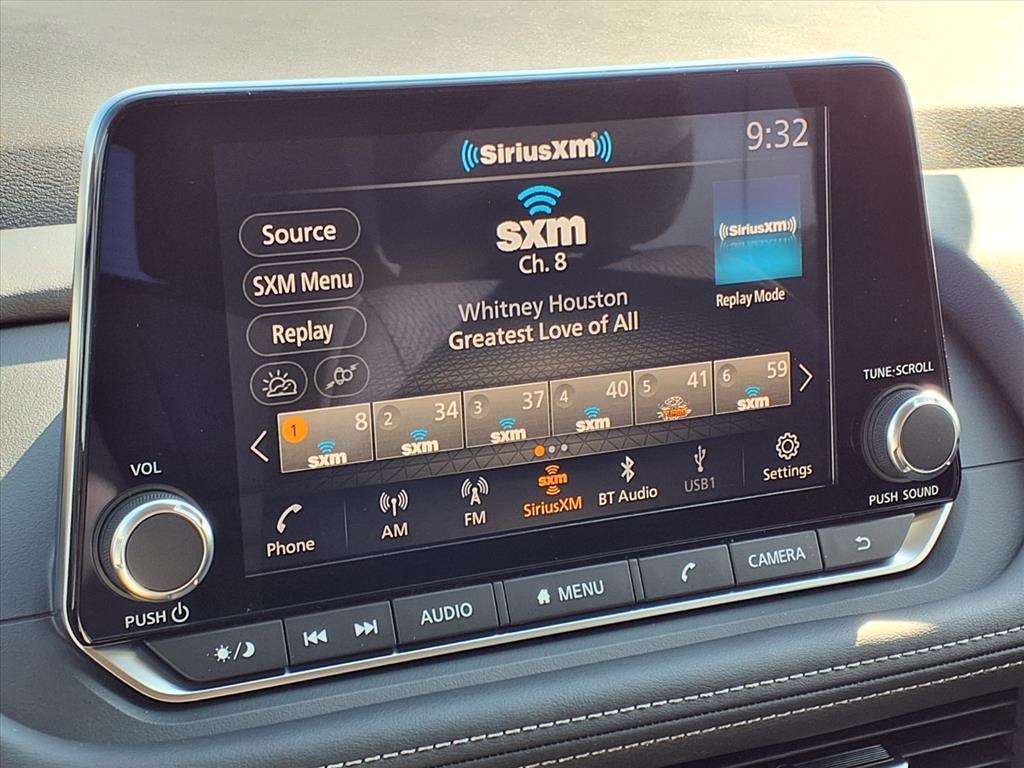 SiriusXM
9:32
sxm
Ch. 8
Source
SXM Menu
Replay
SiriusXM
Replay Mode
Whitney Houston
Greatest Love of All
1 8 sxm
2 34 sxm
3 37 sxm
4 40 sxm
5 41
6 59 sxm
Phone
AM
FM
sxm
SiriusXM
BT Audio
USB1
Settings
VOL
PUSH
TUNE·SCROLL
PUSH SOUND
AUDIO
MENU
CAMERA